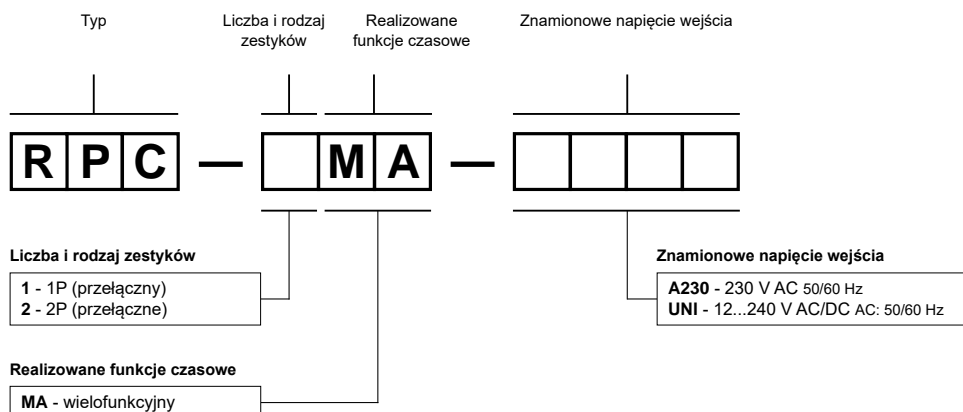 Typ
Liczba i rodzaj
zestyków
Realizowane
funkcje czasowe
Znamionowe napięcie wejścia
RPC — MA —
Liczba i rodzaj zestyków
1 - 1P (przełączny)
2 - 2P (przełączne)
Znamionowe napięcie wejścia
A230 - 230 V AC 50/60 Hz
UNI - 12...240 V AC/DC AC: 50/60 Hz
Realizowane funkcje czasowe
MA - wielofunkcyjny